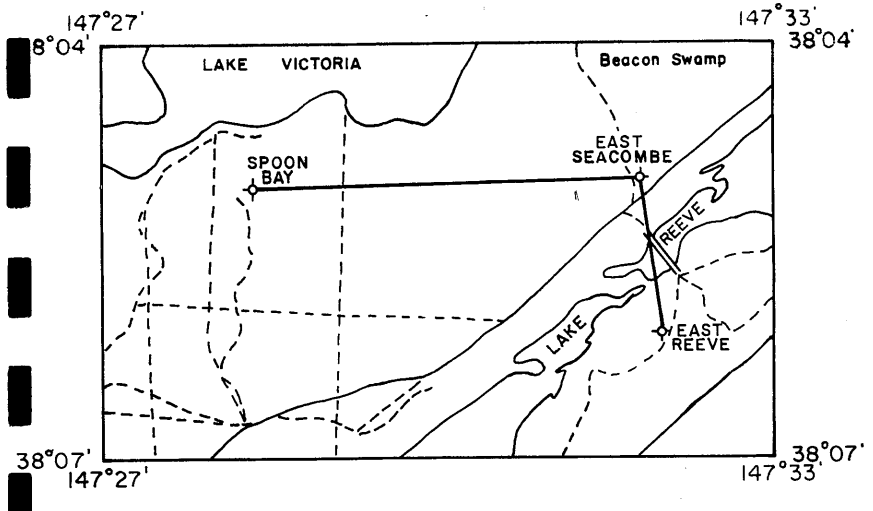 147°27'
147°33'
8°04'
38°04'
LAKE VICTORIA
Beacon Swamp
EAST
SEACOMBE
SPOON
BAY
REEVE
LAKE
EAST
REEVE
38°07'
38°07'
147°27'
147°33'